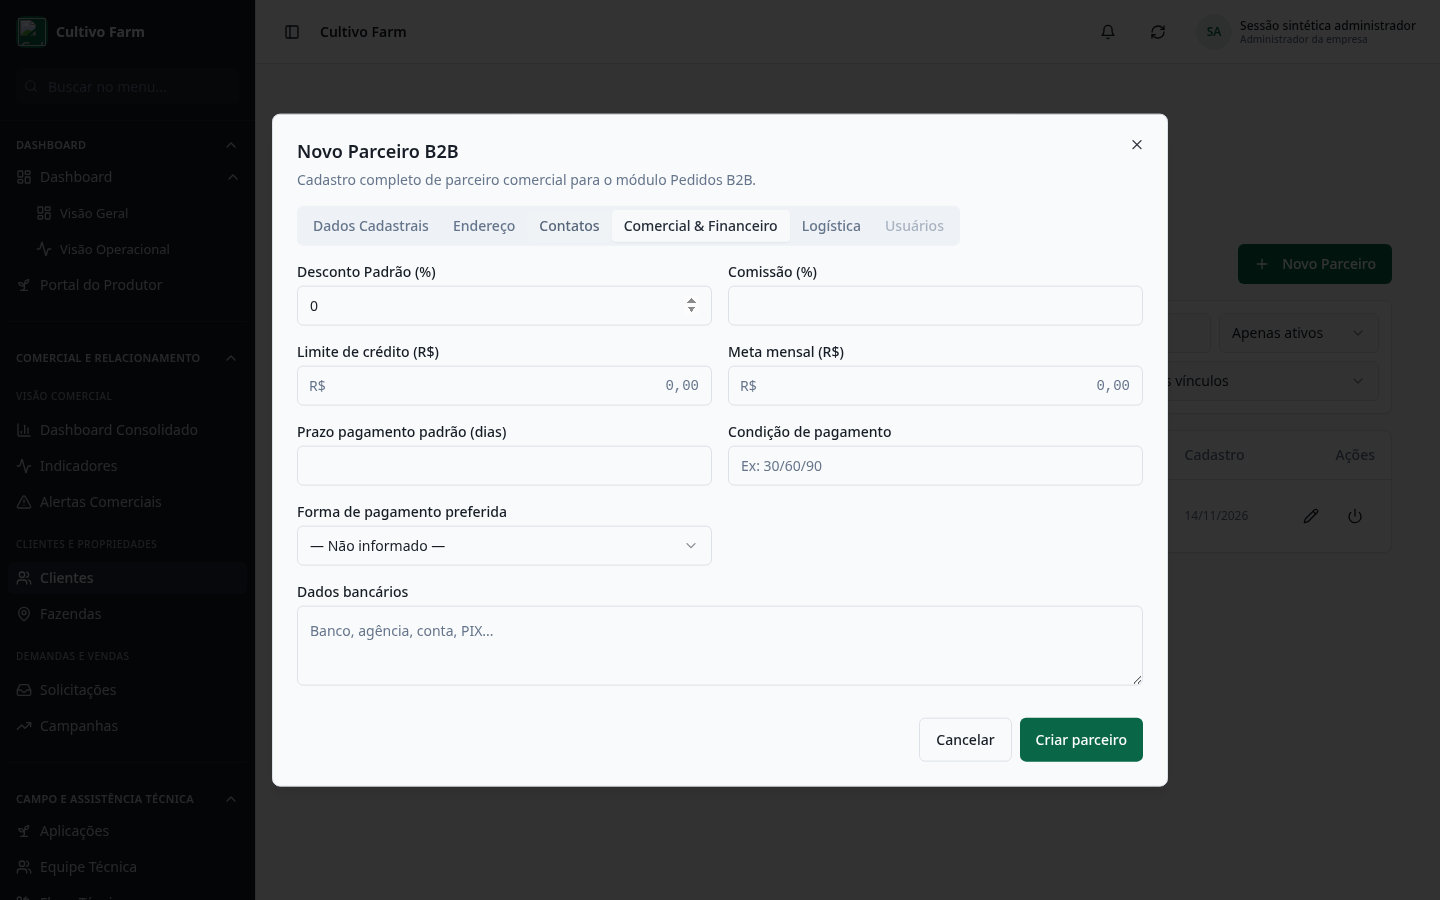 Cultivo Farm
Buscar no menu...
DASHBOARD
Dashboard
Visão Geral
Visão Operacional
Portal do Produtor
COMERCIAL E RELACIONAMENTO
VISÃO COMERCIAL
Dashboard Consolidado
Indicadores
Alertas Comerciais
CLIENTES E PROPRIEDADES
Clientes
Fazendas
DEMANDAS E VENDAS
Solicitações
Campanhas
CAMPO E ASSISTÊNCIA TÉCNICA
Aplicações
Equipe Técnica
Cultivo Farm
SA
Sessão sintética administrador
Administrador da empresa
Novo Parceiro
Apenas ativos
vínculos
Cadastro
Ações
14/11/2026
Novo Parceiro B2B
Cadastro completo de parceiro comercial para o módulo Pedidos B2B.
Dados Cadastrais
Endereço
Contatos
Comercial & Financeiro
Logística
Usuários
Desconto Padrão (%)
0
Comissão (%)
Limite de crédito (R$)
R$ 0,00
Meta mensal (R$)
R$ 0,00
Prazo pagamento padrão (dias)
Condição de pagamento
Ex: 30/60/90
Forma de pagamento preferida
— Não informado —
Dados bancários
Banco, agência, conta, PIX...
Cancelar
Criar parceiro